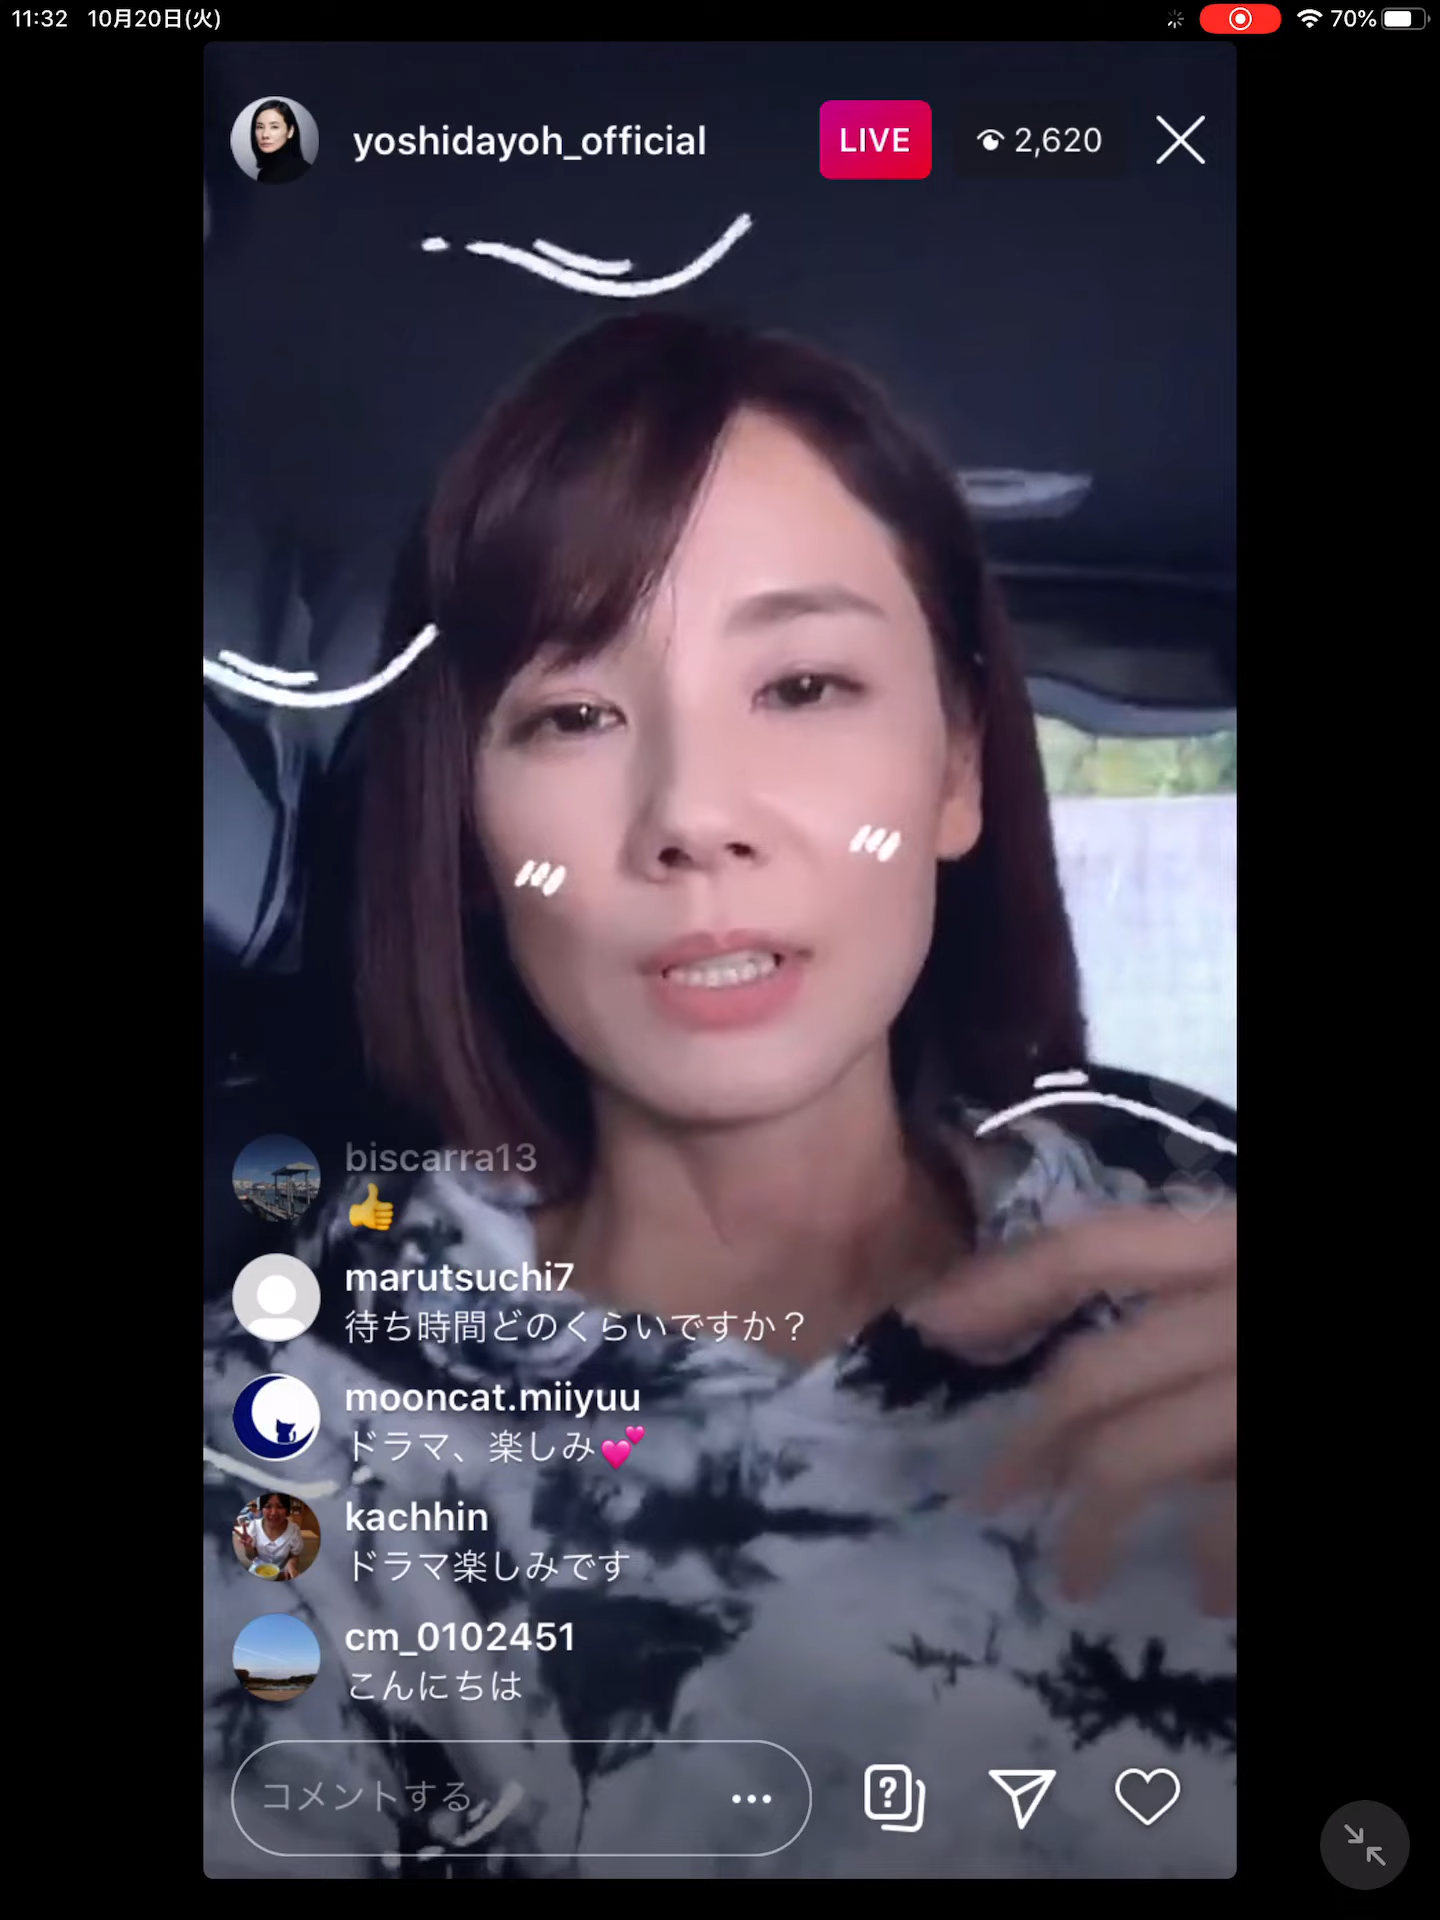 11:32 10月20日(火)
70%
yoshidayoh_official
LIVE
2,620
biscarra13
👍
marutsuchi7
待ち時間どのくらいですか？
mooncat.miiyuu
ドラマ、楽しみ💕
kachhin
ドラマ楽しみです
cm_0102451
こんにちは
コメントする